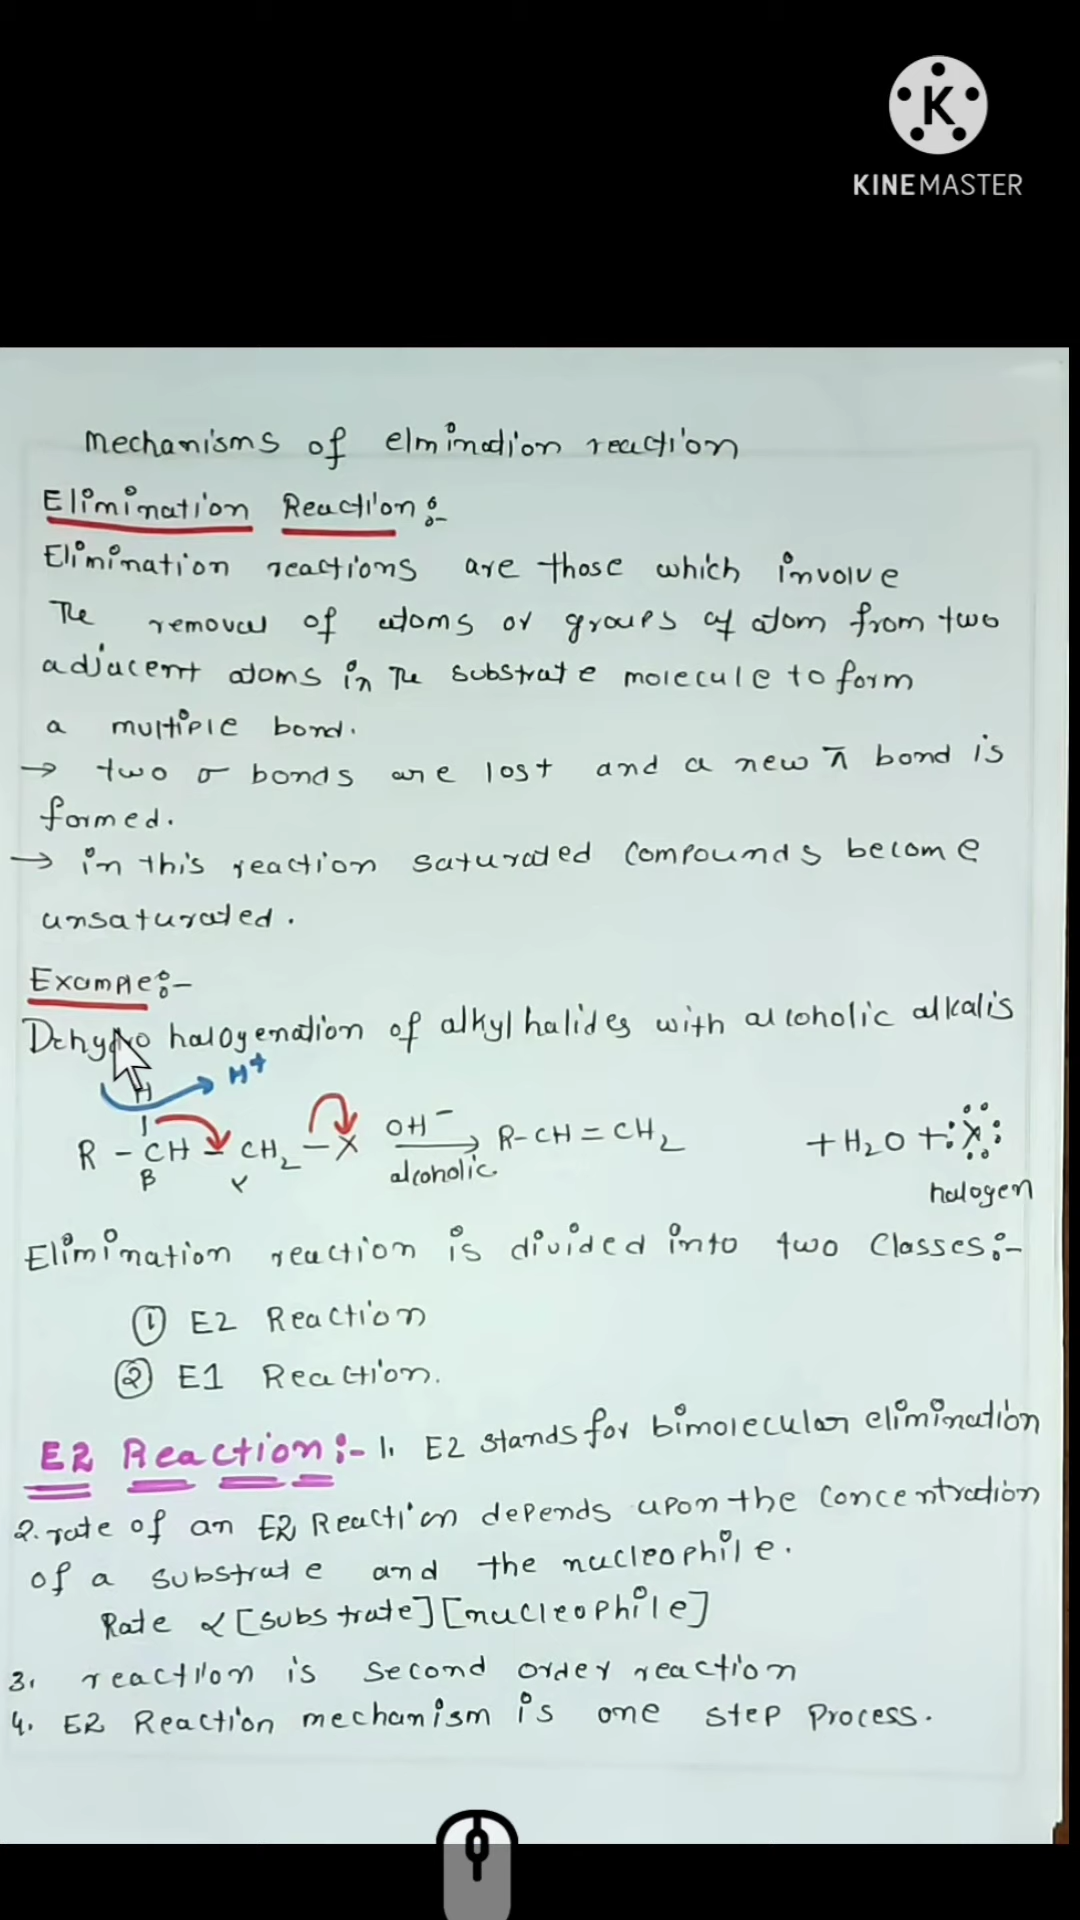 K
KINEMASTER
Mechanisms of elmination reaction
Elimination Reaction:-
Elimination reactions are those which involve
The removal of atoms or groups of atom from two
adjacent atoms in The substrate molecule to form
a multiple bond.
→ two σ bonds are lost and a new π bond is
formed.
→ in this reaction saturated compounds become
unsaturated.
Example:-
Dehydro halogenation of alkyl halides with alcoholic alkalis
H H+
R - CH - CH2 - X OH- → R-CH=CH2 + H2O + :X:
β alcoholic halogen
Elimination reaction is divided into two Classes:-
① E2 Reaction
② E1 Reaction.
E2 Reaction:- 1. E2 stands for bimolecular elimination
2. rate of an E2 Reaction depends upon the concentration
of a substrate and the nucleophile.
Rate α [substrate][nucleophile]
3. reaction is second order reaction
4. E2 Reaction mechanism is one step process.